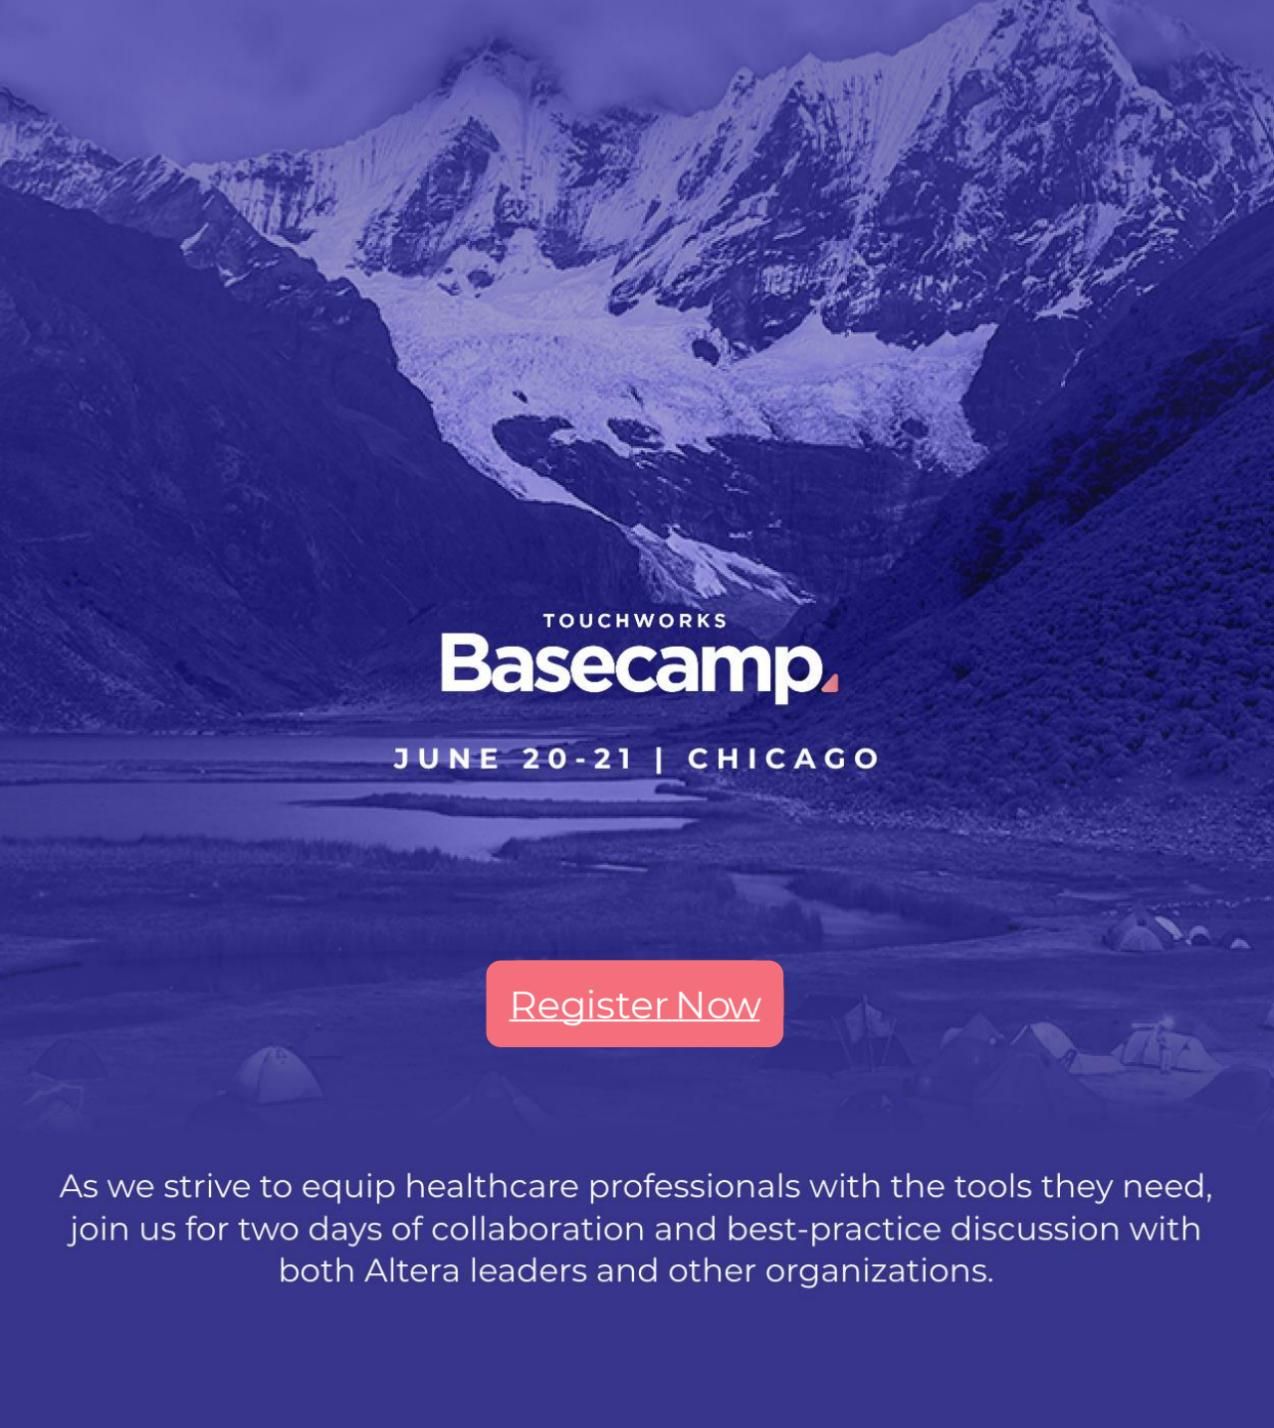 TOUCHWORKS
Basecamp
JUNE 20-21 | CHICAGO
Register Now
As we strive to equip healthcare professionals with the tools they need,
join us for two days of collaboration and best-practice discussion with
both Altera leaders and other organizations.